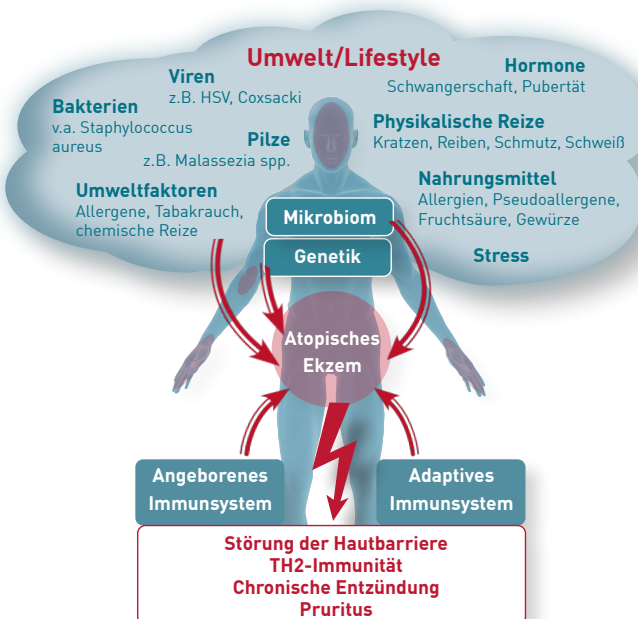 Umwelt/Lifestyle
Viren
z.B. HSV, Coxsacki
Bakterien
v.a. Staphylococcus
aureus
Pilze
z.B. Malassezia spp.
Umweltfaktoren
Allergene, Tabakrauch,
chemische Reize
Hormone
Schwangerschaft, Pubertät
Physikalische Reize
Kratzen, Reiben, Schmutz, Schweiß
Nahrungsmittel
Allergien, Pseudoallergene,
Fruchtsäure, Gewürze
Stress
Mikrobiom
Genetik
Atopisches
Ekzem
Angeborenes
Immunsystem
Adaptives
Immunsystem
Störung der Hautbarriere
TH2-Immunität
Chronische Entzündung
Pruritus